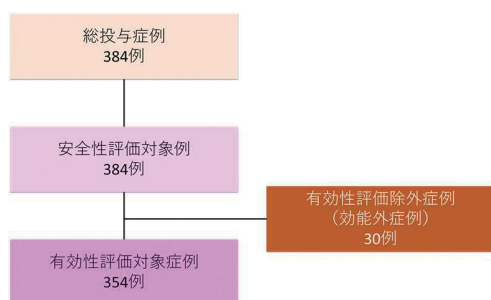 総投与症例
384例
安全性評価対象例
384例
有効性評価除外症例
（効能外症例）
30例
有効性評価対象症例
354例